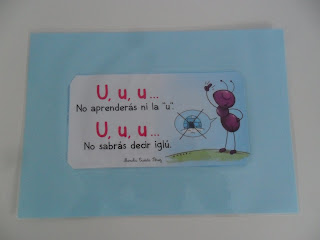 U, u, u...
No aprenderás ni la "u".
U, u, u...
No sabrás decir iglú.